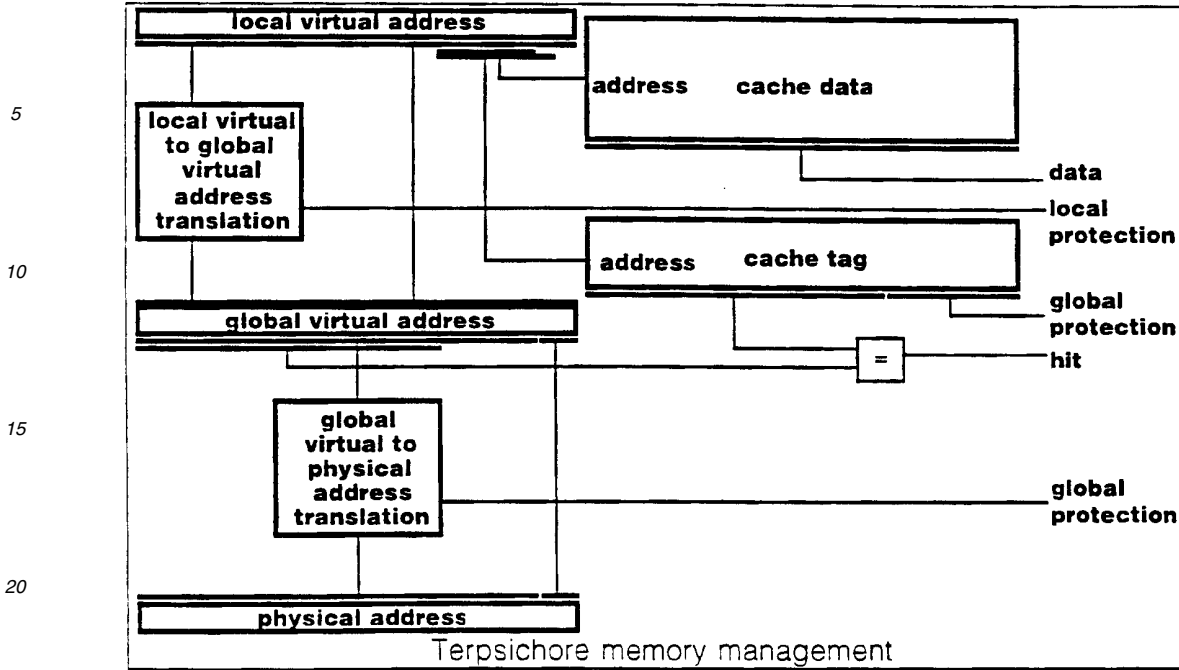 local virtual address
address
cache data
5
local virtual
to global
virtual
address
translation
data
local
protection
address
cache tag
10
global virtual address
global
protection
=
hit
15
global
virtual to
physical
address
translation
global
protection
20
physical address
Terpsichore memory management